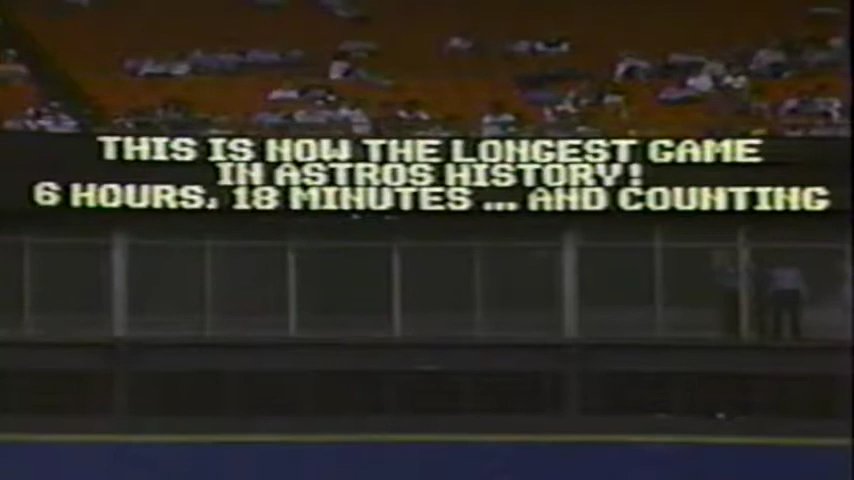 THIS IS NOW THE LONGEST GAME
IN ASTROS HISTORY!
6 HOURS, 18 MINUTES ... AND COUNTING